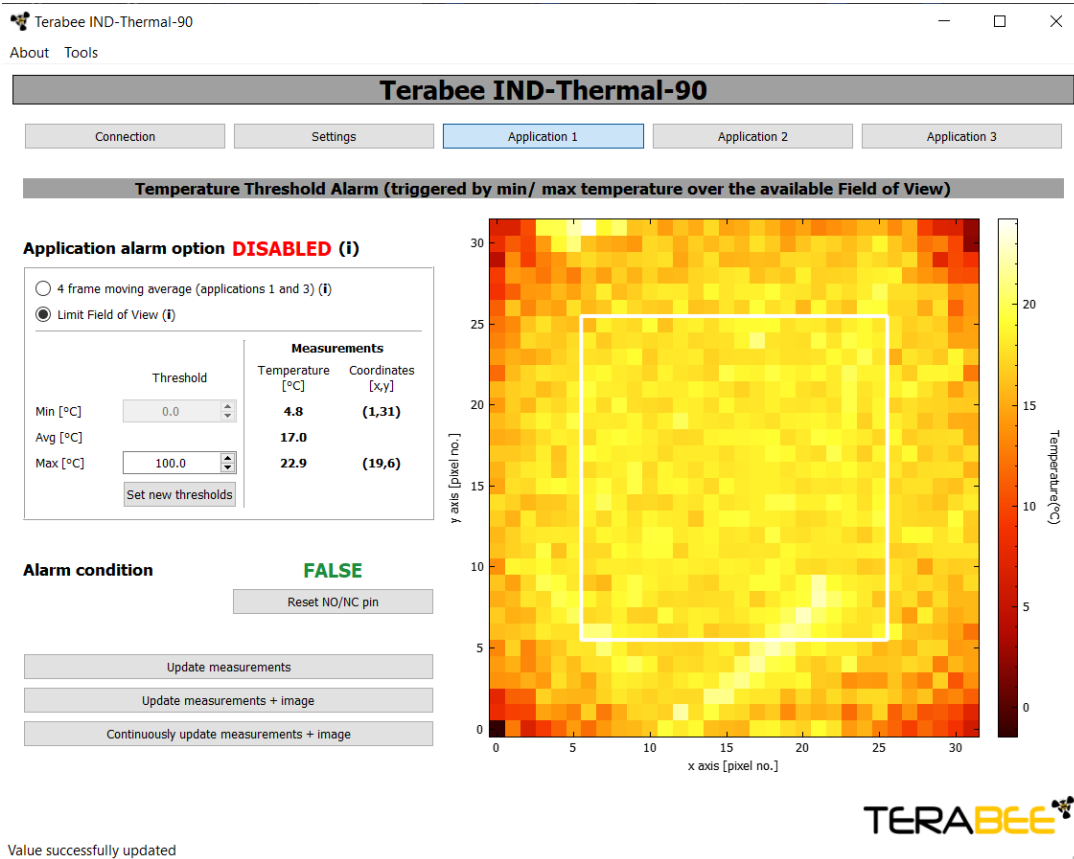 Terabee IND-Thermal-90
About Tools
Terabee IND-Thermal-90
Connection Settings Application 1 Application 2 Application 3
Temperature Threshold Alarm (triggered by min/ max temperature over the available Field of View)
Application alarm option DISABLED (i)
4 frame moving average (applications 1 and 3) (i)
Limit Field of View (i)
Measurements
Threshold Temperature [ºC] Coordinates [x,y]
Min [ºC] 0.0 4.8 (1,31)
Avg [ºC] 17.0
Max [ºC] 100.0 22.9 (19,6)
Set new thresholds
Alarm condition FALSE
Reset NO/NC pin
Update measurements
Update measurements + image
Continuously update measurements + image
30
25
20
15
10
5
0
y axis [pixel no.]
0 5 10 15 20 25 30
x axis [pixel no.]
20
15
10
5
0
Temperature(ºC)
TERABEE
Value successfully updated